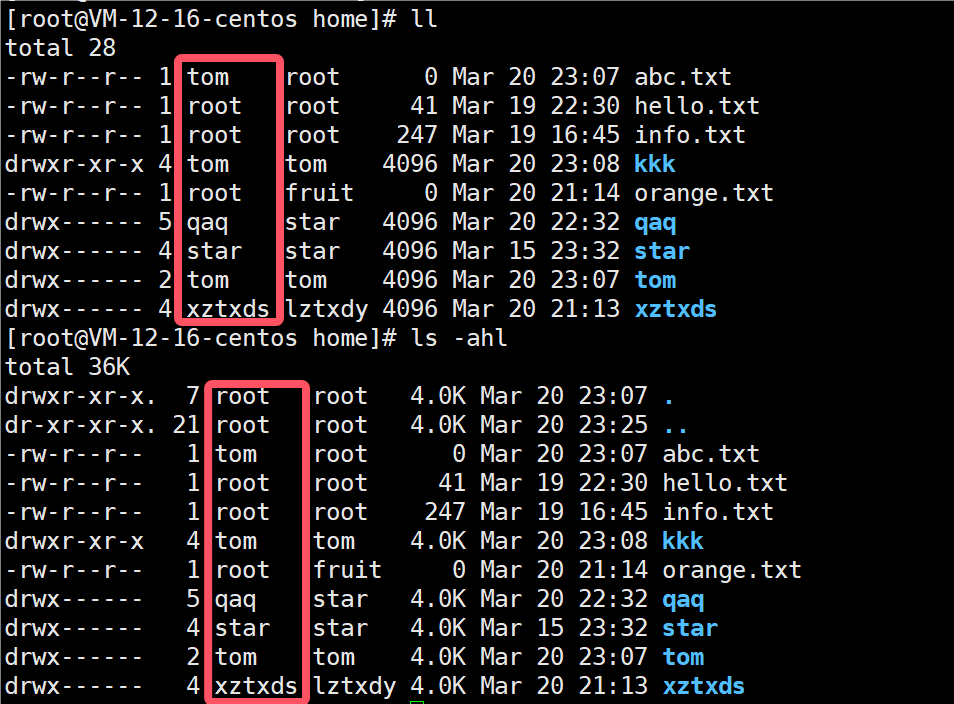 [root@VM-12-16-centos home]# ll
total 28
-rw-r--r-- 1 tom    root      0 Mar 20 23:07 abc.txt
-rw-r--r-- 1 root   root     41 Mar 19 22:30 hello.txt
-rw-r--r-- 1 root   root    247 Mar 19 16:45 info.txt
drwxr-xr-x 4 tom    tom    4096 Mar 20 23:08 kkk
-rw-r--r-- 1 root   fruit     0 Mar 20 21:14 orange.txt
drwx------ 5 qaq    star   4096 Mar 20 22:32 qaq
drwx------ 4 star   star   4096 Mar 15 23:32 star
drwx------ 2 tom    tom    4096 Mar 20 23:07 tom
drwx------ 4 xztxds lztxdy 4096 Mar 20 21:13 xztxds
[root@VM-12-16-centos home]# ls -ahl
total 36K
drwxr-xr-x.  7 root   root   4.0K Mar 20 23:07 .
dr-xr-xr-x. 21 root   root   4.0K Mar 20 23:25 ..
-rw-r--r--   1 tom    root      0 Mar 20 23:07 abc.txt
-rw-r--r--   1 root   root     41 Mar 19 22:30 hello.txt
-rw-r--r--   1 root   root    247 Mar 19 16:45 info.txt
drwxr-xr-x   4 tom    tom    4.0K Mar 20 23:08 kkk
-rw-r--r--   1 root   fruit     0 Mar 20 21:14 orange.txt
drwx------   5 qaq    star   4.0K Mar 20 22:32 qaq
drwx------   4 star   star   4.0K Mar 15 23:32 star
drwx------   2 tom    tom    4.0K Mar 20 23:07 tom
drwx------   4 xztxds lztxdy 4.0K Mar 20 21:13 xztxds